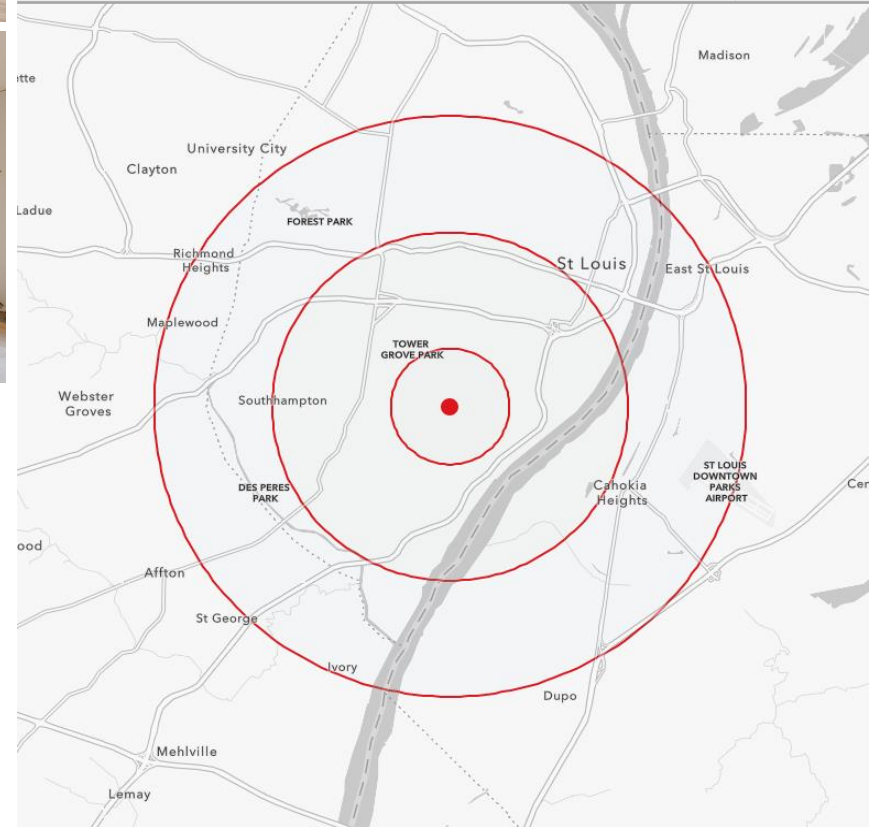 Madison
ette
University City
Clayton
Ladue
FOREST PARK
Richmond
Heights
St Louis
East St Louis
Maplewood
TOWER
GROVE PARK
Webster
Groves
Southhampton
ST LOUIS
DOWNTOWN
PARKS
AIRPORT
DES PERES
PARK
Cahokia
Heights
Cen
ood
Affton
St George
Ivory
Dupo
Mehlville
Lemay